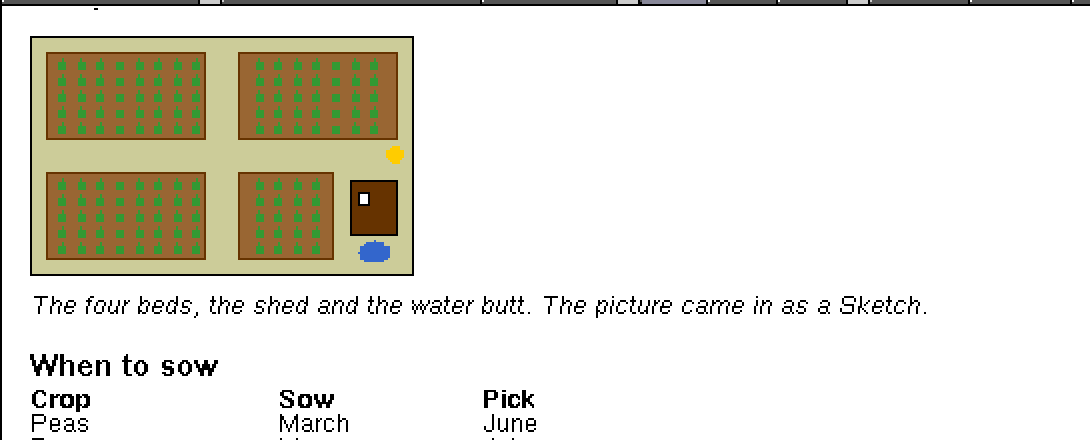 The four beds, the shed and the water butt. The picture came in as a Sketch.
When to sow
Crop Sow Pick
Peas March June